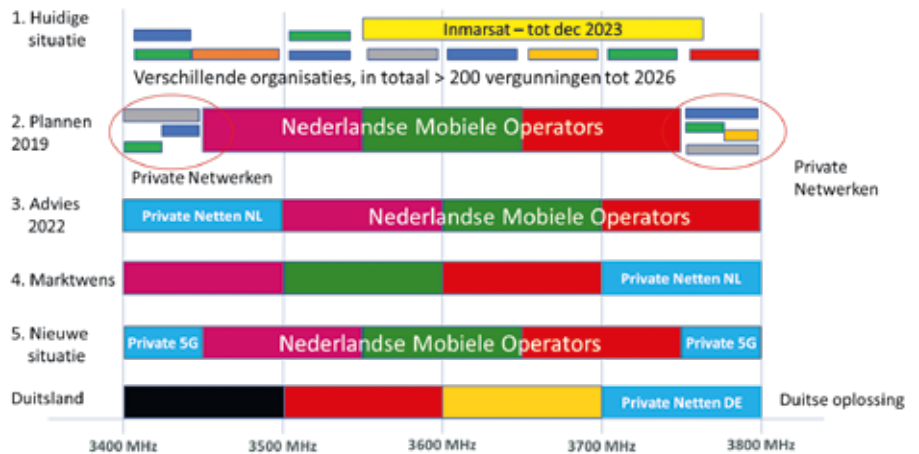 1. Huidige
situatie
Inmarsat – tot dec 2023
Verschillende organisaties, in totaal > 200 vergunningen tot 2026
2. Plannen
2019
Nederlandse Mobiele Operators
Private Netwerken
Private
Netwerken
3. Advies
2022
Private Netten NL
Nederlandse Mobiele Operators
4. Marktwens
Private Netten NL
5. Nieuwe
situatie
Private 5G
Nederlandse Mobiele Operators
Private 5G
Duitsland
Private Netten DE
Duitse oplossing
3400 MHz
3500 MHz
3600 MHz
3700 MHz
3800 MHz